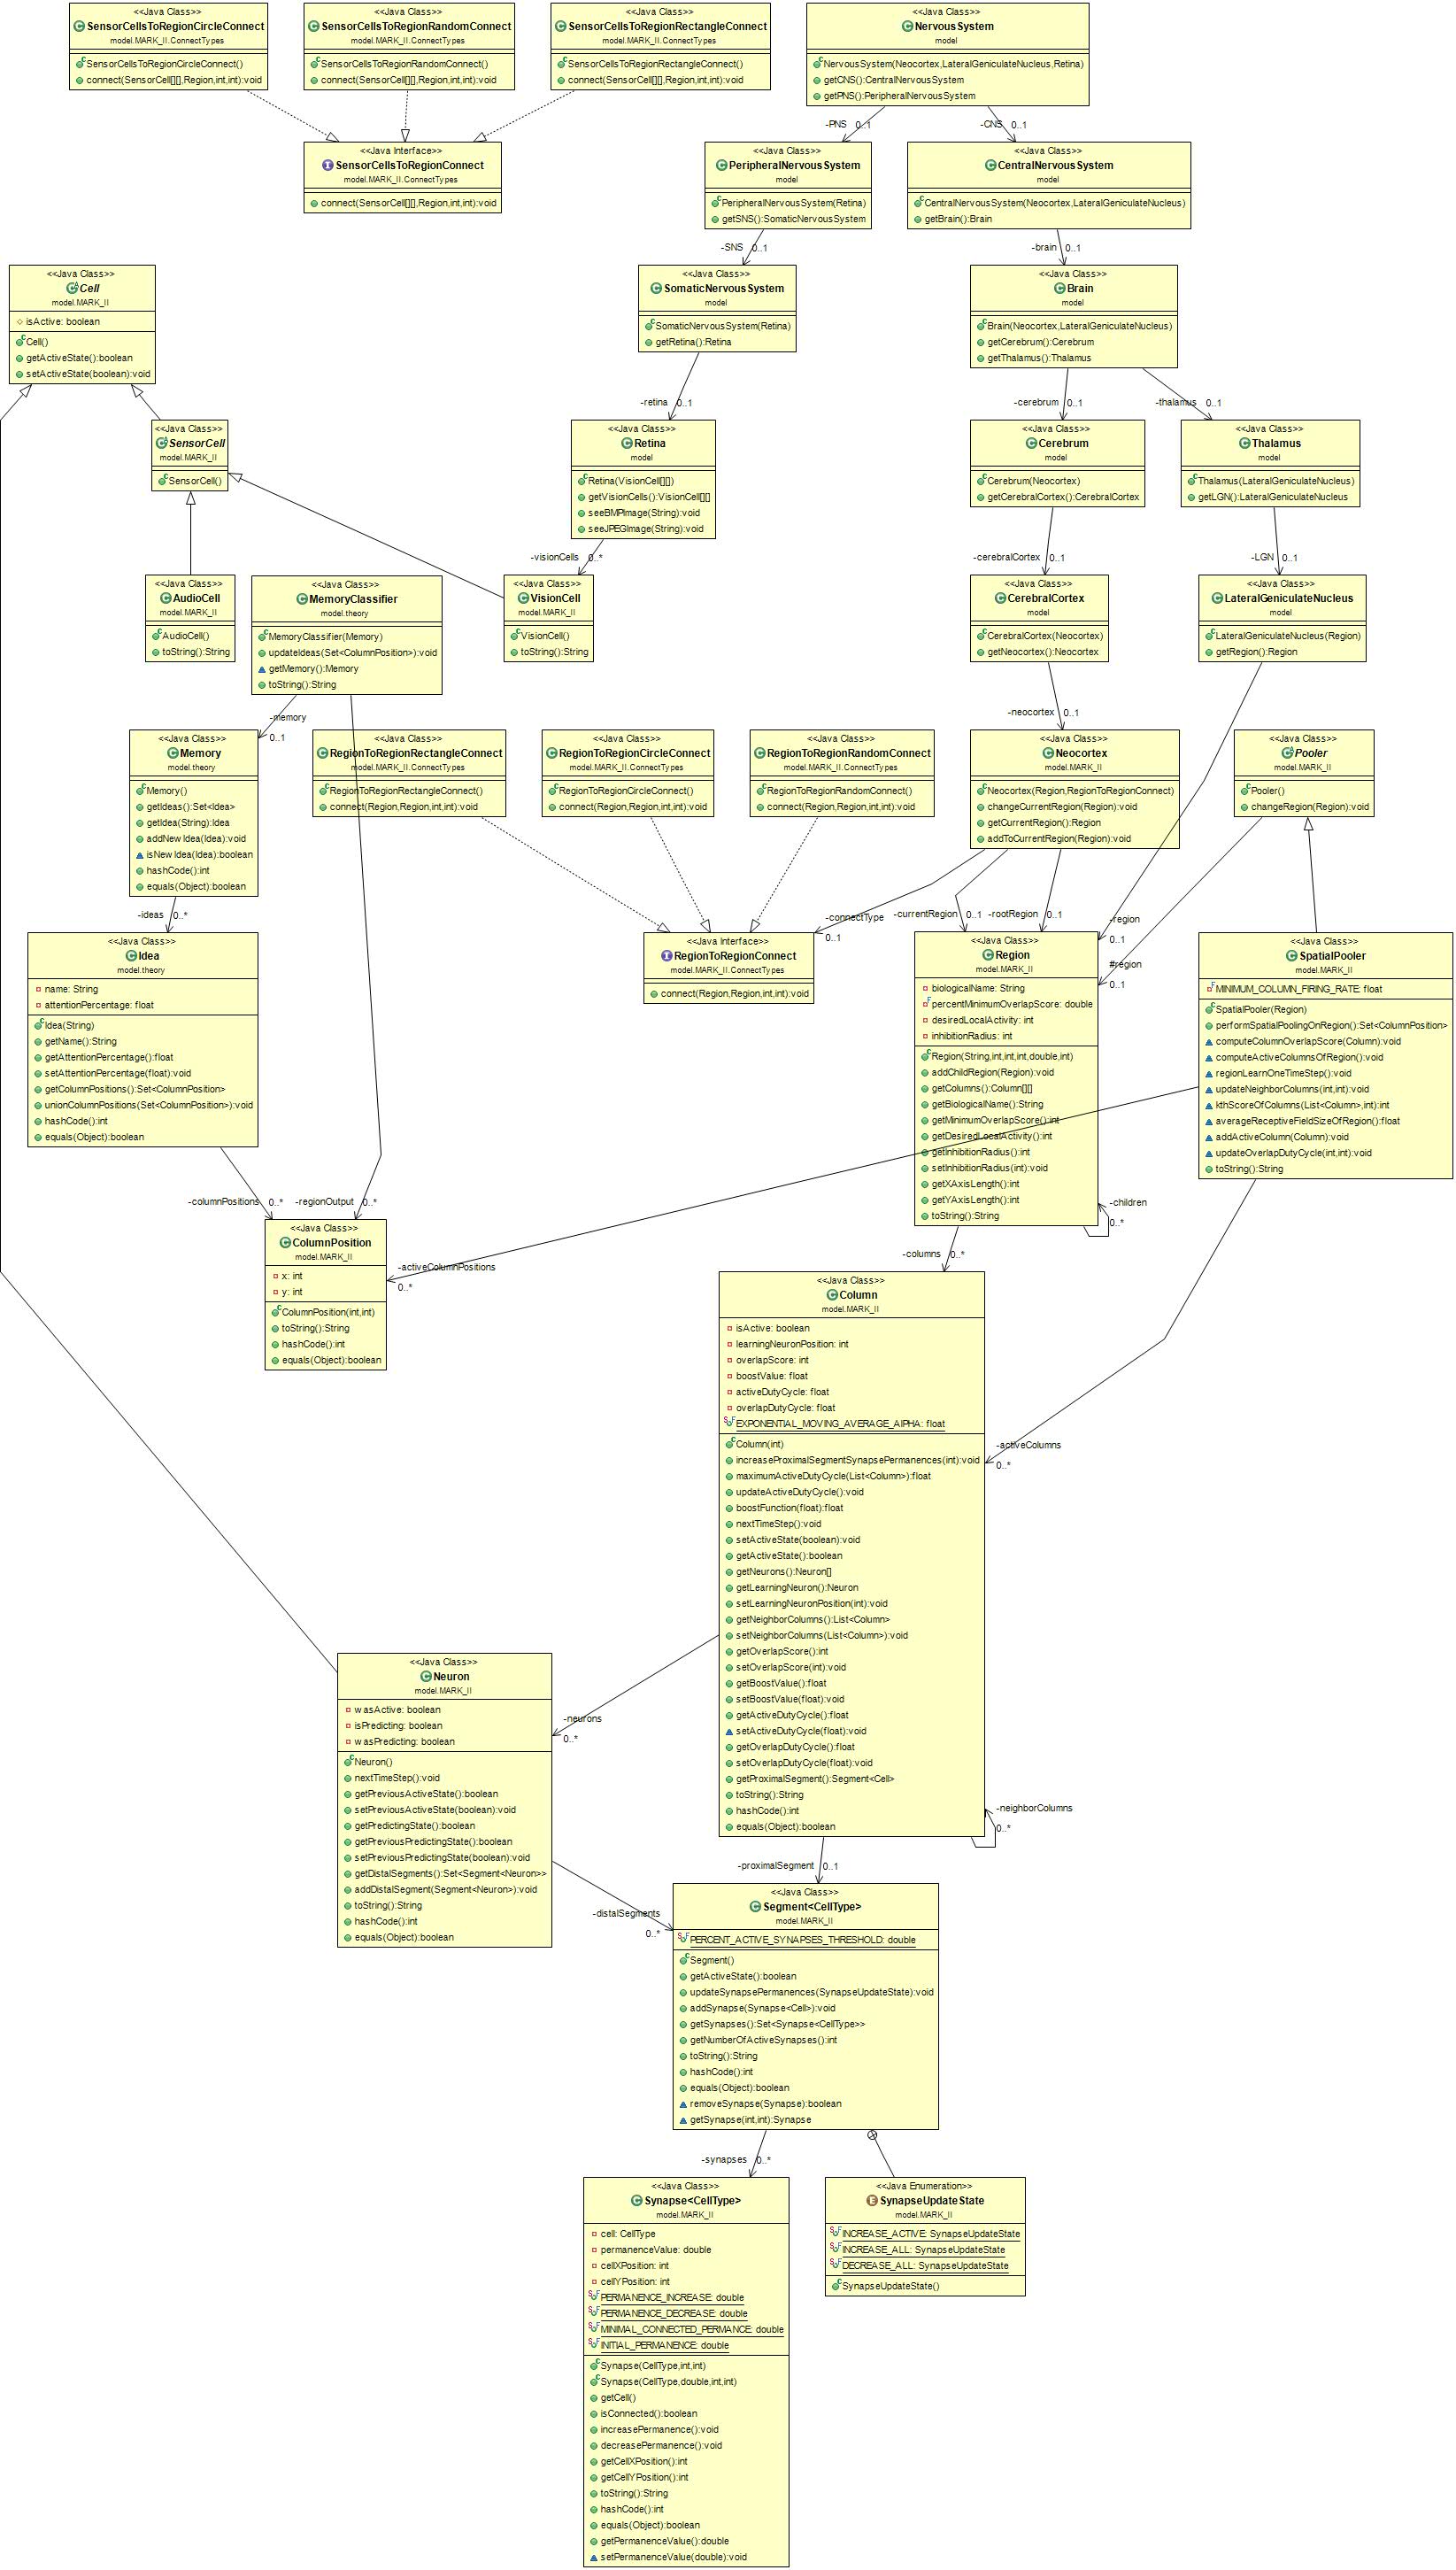 <<Java Class>>
SensorCellsToRegionCircleConnect
model.MARK_II.ConnectTypes
SensorCellsToRegionCircleConnect()
connect(SensorCell[][],Region,int,int):void
<<Java Class>>
SensorCellsToRegionRandomConnect
model.MARK_II.ConnectTypes
SensorCellsToRegionRandomConnect()
connect(SensorCell[][],Region,int,int):void
<<Java Class>>
SensorCellsToRegionRectangleConnect
model.MARK_II.ConnectTypes
SensorCellsToRegionRectangleConnect()
connect(SensorCell[][],Region,int,int):void
<<Java Class>>
NervousSystem
model
NervousSystem(Neocortex,LateralGeniculateNucleus,Retina)
getCNS():CentralNervousSystem
getPNS():PeripheralNervousSystem
-PNS 0..1
-CNS 0..1
<<Java Interface>>
SensorCellsToRegionConnect
model.MARK_II.ConnectTypes
connect(SensorCell[][],Region,int,int):void
<<Java Class>>
PeripheralNervousSystem
model
PeripheralNervousSystem(Retina)
getSNS():SomaticNervousSystem
<<Java Class>>
CentralNervousSystem
model
CentralNervousSystem(Neocortex,LateralGeniculateNucleus)
getBrain():Brain
-SNS 0..1
-brain 0..1
<<Java Class>>
Cell
model.MARK_II
isActive: boolean
Cell()
getActiveState():boolean
setActiveState(boolean):void
<<Java Class>>
SomaticNervousSystem
model
SomaticNervousSystem(Retina)
getRetina():Retina
<<Java Class>>
Brain
model
Brain(Neocortex,LateralGeniculateNucleus)
getCerebrum():Cerebrum
getThalamus():Thalamus
-retina 0..1
-cerebrum 0..1
-thalamus 0..1
<<Java Class>>
SensorCell
model.MARK_II
SensorCell()
<<Java Class>>
Retina
model
Retina(VisionCell[][])
getVisionCells():VisionCell[][]
seeBMPImage(String):void
seeJPEGImage(String):void
<<Java Class>>
Cerebrum
model
Cerebrum(Neocortex)
getCerebralCortex():CerebralCortex
<<Java Class>>
Thalamus
model
Thalamus(LateralGeniculateNucleus)
getLGN():LateralGeniculateNucleus
-visionCells 0..*
-cerebralCortex 0..1
-LGN 0..1
<<Java Class>>
AudioCell
model.MARK_II
AudioCell()
toString():String
<<Java Class>>
MemoryClassifier
model.theory
MemoryClassifier(Memory)
updateIdeas(Set<ColumnPosition>):void
getMemory():Memory
toString():String
<<Java Class>>
VisionCell
model.MARK_II
VisionCell()
toString():String
<<Java Class>>
CerebralCortex
model
CerebralCortex(Neocortex)
getNeocortex():Neocortex
<<Java Class>>
LateralGeniculateNucleus
model
LateralGeniculateNucleus(Region)
getRegion():Region
-memory
0..1
-neocortex 0..1
<<Java Class>>
Memory
model.theory
Memory()
getIdeas():Set<Idea>
getIdea(String):Idea
addNewIdea(Idea):void
isNewIdea(Idea):boolean
hashCode():int
equals(Object):boolean
<<Java Class>>
RegionToRegionRectangleConnect
model.MARK_II.ConnectTypes
RegionToRegionRectangleConnect()
connect(Region,Region,int,int):void
<<Java Class>>
RegionToRegionCircleConnect
model.MARK_II.ConnectTypes
RegionToRegionCircleConnect()
connect(Region,Region,int,int):void
<<Java Class>>
RegionToRegionRandomConnect
model.MARK_II.ConnectTypes
RegionToRegionRandomConnect()
connect(Region,Region,int,int):void
<<Java Class>>
Neocortex
model.MARK_II
Neocortex(Region,RegionToRegionConnect)
changeCurrentRegion(Region):void
getCurrentRegion():Region
addToCurrentRegion(Region):void
<<Java Class>>
Pooler
model.MARK_II
Pooler()
changeRegion(Region):void
-ideas 0..*
-connectType
0..1
-currentRegion 0..1
-rootRegion 0..1
-region
0..1
#region
0..1
<<Java Class>>
Idea
model.theory
name: String
attentionPercentage: float
Idea(String)
getName():String
getAttentionPercentage():float
setAttentionPercentage(float):void
getColumnPositions():Set<ColumnPosition>
unionColumnPositions(Set<ColumnPosition>):void
hashCode():int
equals(Object):boolean
<<Java Interface>>
RegionToRegionConnect
model.MARK_II.ConnectTypes
connect(Region,Region,int,int):void
<<Java Class>>
Region
model.MARK_II
biologicalName: String
percentMinimumOverlapScore: double
desiredLocalActivity: int
inhibitionRadius: int
Region(String,int,int,int,double,int)
addChildRegion(Region):void
getColumns():Column[][]
getBiologicalName():String
getMinimumOverlapScore():int
getDesiredLocalActivity():int
getInhibitionRadius():int
setInhibitionRadius(int):void
getXAxisLength():int
getYAxisLength():int
toString():String
<<Java Class>>
SpatialPooler
model.MARK_II
MINIMUM_COLUMN_FIRING_RATE: float
SpatialPooler(Region)
performSpatialPoolingOnRegion():Set<ColumnPosition>
computeColumnOverlapScore(Column):void
computeActiveColumnsOfRegion():void
regionLearnOneTimeStep():void
updateNeighborColumns(int,int):void
kthScoreOfColumns(List<Column>,int):int
averageReceptiveFieldSizeOfRegion():float
addActiveColumn(Column):void
updateOverlapDutyCycle(int,int):void
toString():String
-columnPositions 0..*
-regionOutput 0..*
-children
0..*
<<Java Class>>
ColumnPosition
model.MARK_II
x: int
y: int
ColumnPosition(int,int)
toString():String
hashCode():int
equals(Object):boolean
-activeColumnPositions
0..*
-columns 0..*
<<Java Class>>
Column
model.MARK_II
isActive: boolean
learningNeuronPosition: int
overlapScore: int
boostValue: float
activeDutyCycle: float
overlapDutyCycle: float
EXPONENTIAL_MOVING_AVERAGE_AlPHA: float
Column(int)
increaseProximalSegmentSynapsePermanences(int):void
maximumActiveDutyCycle(List<Column>):float
updateActiveDutyCycle():void
boostFunction(float):float
nextTimeStep():void
setActiveState(boolean):void
getActiveState():boolean
getNeurons():Neuron[]
getLearningNeuron():Neuron
setLearningNeuronPosition(int):void
getNeighborColumns():List<Column>
setNeighborColumns(List<Column>):void
getOverlapScore():int
setOverlapScore(int):void
getBoostValue():float
setBoostValue(float):void
getActiveDutyCycle():float
setActiveDutyCycle(float):void
getOverlapDutyCycle():float
setOverlapDutyCycle(float):void
getProximalSegment():Segment<Cell>
toString():String
hashCode():int
equals(Object):boolean
-activeColumns
0..*
<<Java Class>>
Neuron
model.MARK_II
wasActive: boolean
isPredicting: boolean
wasPredicting: boolean
Neuron()
nextTimeStep():void
getPreviousActiveState():boolean
setPreviousActiveState(boolean):void
getPredictingState():boolean
getPreviousPredictingState():boolean
setPreviousPredictingState(boolean):void
getDistalSegments():Set<Segment<Neuron>>
addDistalSegment(Segment<Neuron>):void
toString():String
hashCode():int
equals(Object):boolean
-neurons
0..*
-neighborColumns
0..*
-proximalSegment 0..1
-distalSegments
0..*
<<Java Class>>
Segment<CellType>
model.MARK_II
PERCENT_ACTIVE_SYNAPSES_THRESHOLD: double
Segment()
getActiveState():boolean
updateSynapsePermanences(SynapseUpdateState):void
addSynapse(Synapse<Cell>):void
getSynapses():Set<Synapse<CellType>>
getNumberOfActiveSynapses():int
toString():String
hashCode():int
equals(Object):boolean
removeSynapse(Synapse):boolean
getSynapse(int,int):Synapse
-synapses 0..*
<<Java Class>>
Synapse<CellType>
model.MARK_II
cell: CellType
permanenceValue: double
cellXPosition: int
cellYPosition: int
PERMANENCE_INCREASE: double
PERMANENCE_DECREASE: double
MINIMAL_CONNECTED_PERMANCE: double
INITIAL_PERMANENCE: double
Synapse(CellType,int,int)
Synapse(CellType,double,int,int)
getCell()
isConnected():boolean
increasePermanence():void
decreasePermanence():void
getCellXPosition():int
getCellYPosition():int
toString():String
hashCode():int
equals(Object):boolean
getPermanenceValue():double
setPermanenceValue(double):void
<<Java Enumeration>>
SynapseUpdateState
model.MARK_II
INCREASE_ACTIVE: SynapseUpdateState
INCREASE_ALL: SynapseUpdateState
DECREASE_ALL: SynapseUpdateState
SynapseUpdateState()